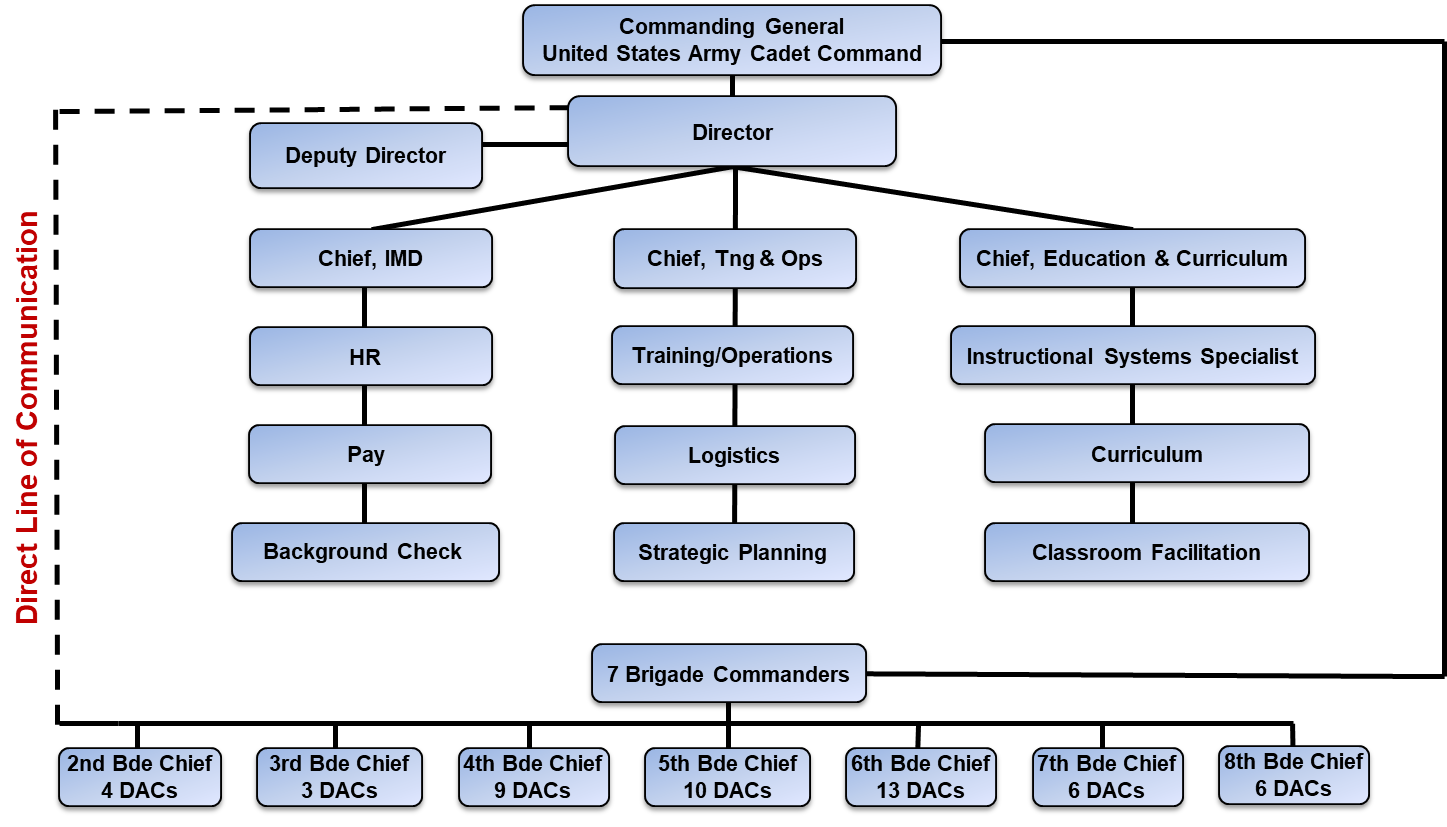 Commanding General
United States Army Cadet Command
Director
Deputy Director
Direct Line of Communication
Chief, IMD
Chief, Tng & Ops
Chief, Education & Curriculum
HR
Training/Operations
Instructional Systems Specialist
Pay
Logistics
Curriculum
Background Check
Strategic Planning
Classroom Facilitation
7 Brigade Commanders
2nd Bde Chief
4 DACs
3rd Bde Chief
3 DACs
4th Bde Chief
9 DACs
5th Bde Chief
10 DACs
6th Bde Chief
13 DACs
7th Bde Chief
6 DACs
8th Bde Chief
6 DACs